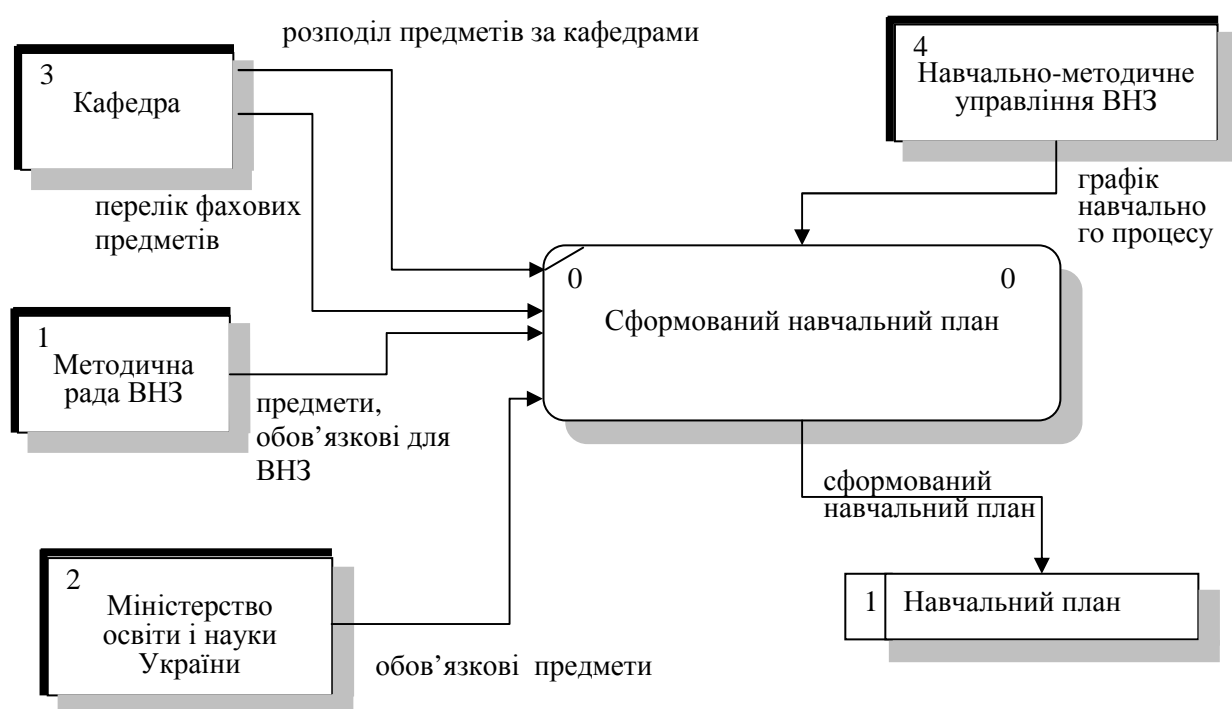 розподіл предметів за кафедрами
3
Кафедра
4
Навчально-методичне
управління ВНЗ
перелік фахових
предметів
графік
навчально
го процесу
0
0
Сформований навчальний план
1
Методична
рада ВНЗ
предмети,
обов’язкові для
ВНЗ
сформований
навчальний план
2
Міністерство
освіти і науки
України
1 Навчальний план
обов’язкові предмети